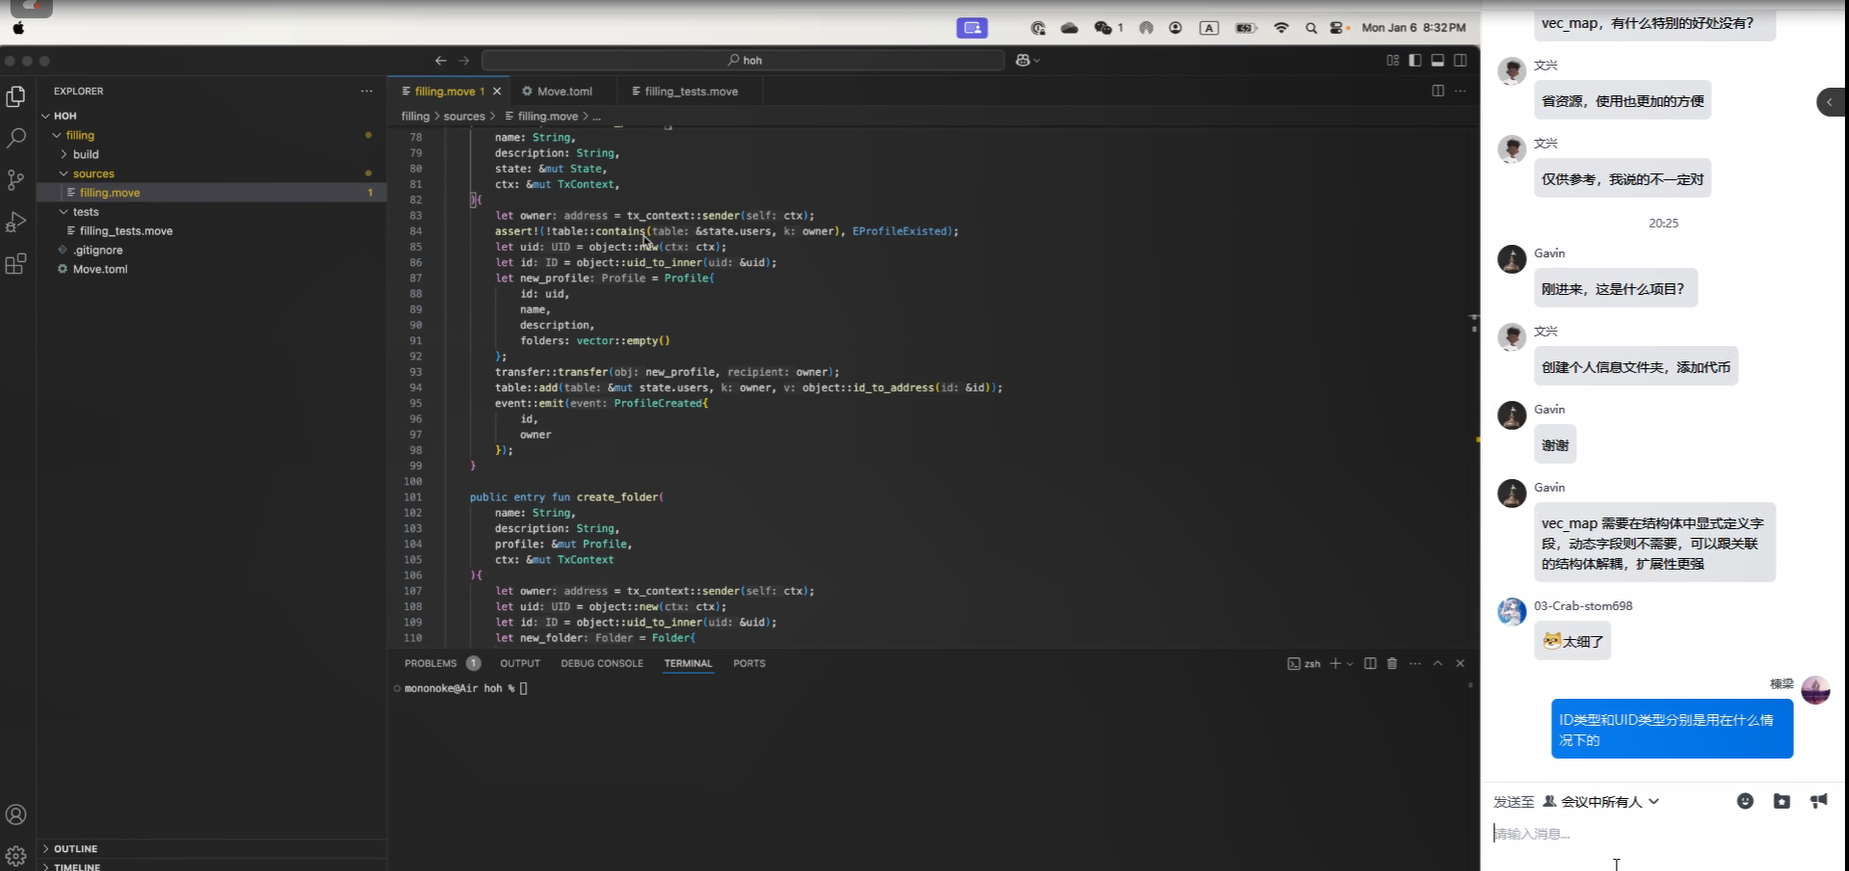 1
A
Mon Jan 6 8:32 PM
hoh
EXPLORER
HOH
filling
build
sources
filling.move 1
tests
filling_tests.move
.gitignore
Move.toml
OUTLINE
TIMELINE
filling.move 1
Move.toml
filling_tests.move
filling > sources > filling.move > ...
78 name: String,
79 description: String,
80 state: &mut State,
81 ctx: &mut TxContext,
82 ){
83 let owner: address = tx_context::sender(self: ctx);
84 assert!(!table::contains(table: &state.users, k: owner), EProfileExisted);
85 let uid: UID = object::new(ctx: ctx);
86 let id: ID = object::uid_to_inner(uid: &uid);
87 let new_profile: Profile = Profile{
88 id: uid,
89 name,
90 description,
91 folders: vector::empty()
92 };
93 transfer::transfer(obj: new_profile, recipient: owner);
94 table::add(table: &mut state.users, k: owner, v: object::id_to_address(id: &id));
95 event::emit(event: ProfileCreated{
96 id,
97 owner
98 });
99 }
100
101 public entry fun create_folder(
102 name: String,
103 description: String,
104 profile: &mut Profile,
105 ctx: &mut TxContext
106 ){
107 let owner: address = tx_context::sender(self: ctx);
108 let uid: UID = object::new(ctx: ctx);
109 let id: ID = object::uid_to_inner(uid: &uid);
110 let new_folder: Folder = Folder{
PROBLEMS 1 OUTPUT DEBUG CONSOLE TERMINAL PORTS
zsh
mononoke@Air hoh %
vec_map，有什么特别的好处没有？
文兴
省资源，使用也更加的方便
文兴
仅供参考，我说的不一定对
20:25
Gavin
刚进来，这是什么项目？
文兴
创建个人信息文件夹，添加代币
Gavin
谢谢
Gavin
vec_map 需要在结构体中显式定义字
段，动态字段则不需要，可以跟关联
的结构体解耦，扩展性更强
03-Crab-stom698
太细了
ID类型和UID类型分别是用在什么情
况下的
发送至 会议中所有人
请输入消息...